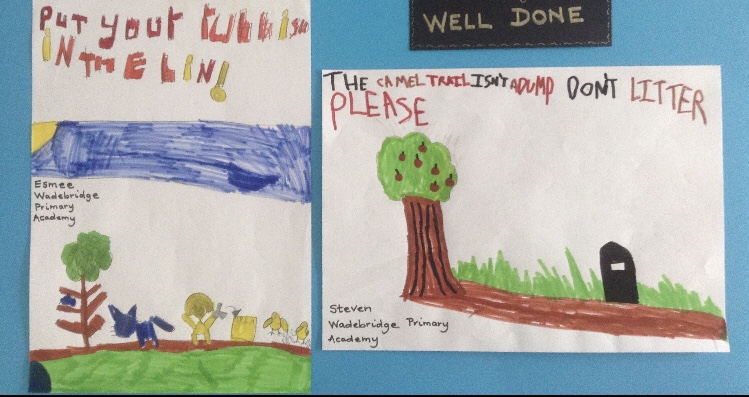 Put your rubbish
IN THE BIN!
Esmee
Wadebridge
Primary
Academy
WELL DONE
THE CAMEL TRAIL ISN'T A DUMP DON'T LITTER
PLEASE
Steven
Wadebridge Primary
Academy